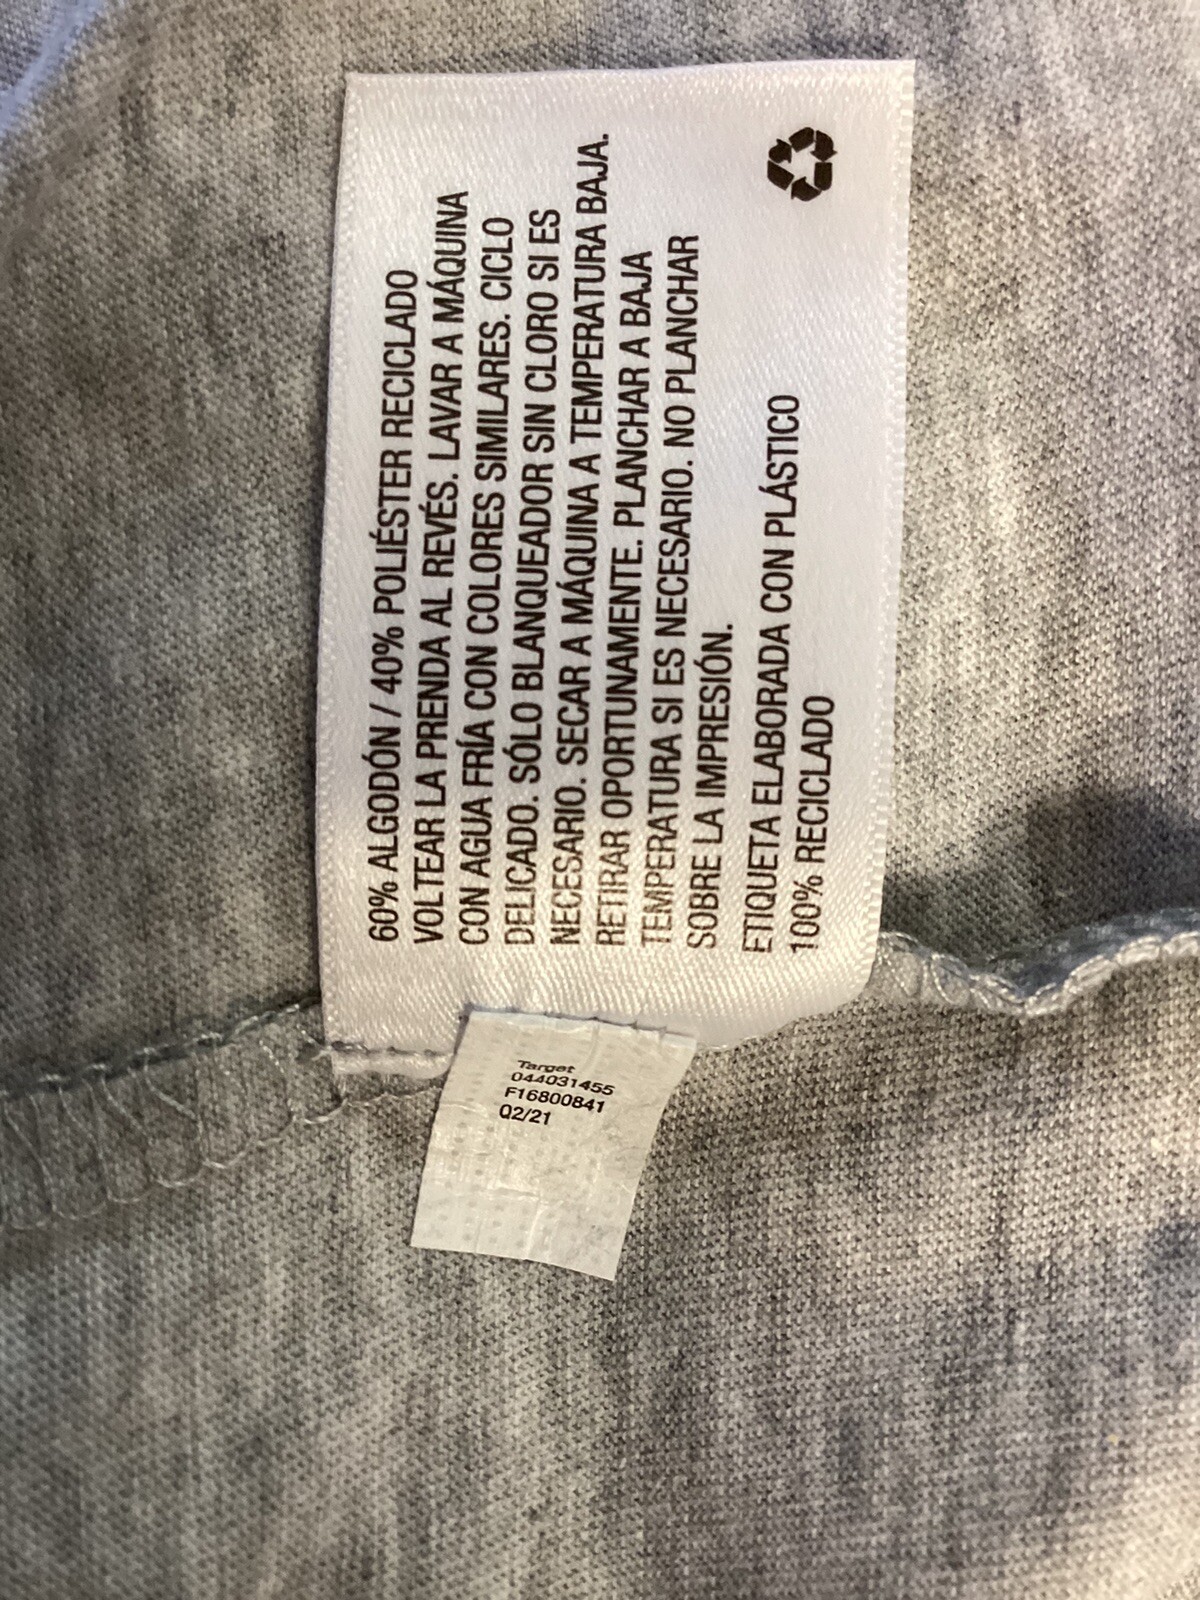 60% ALGODÓN / 40% POLIÉSTER RECICLADO
VOLTEAR LA PRENDA AL REVÉS. LAVAR A MÁQUINA
CON AGUA FRÍA CON COLORES SIMILARES. CICLO
DELICADO. SÓLO BLANQUEADOR SIN CLORO SI ES
NECESARIO. SECAR A MÁQUINA A TEMPERATURA BAJA.
RETIRAR OPORTUNAMENTE. PLANCHAR A BAJA
TEMPERATURA SI ES NECESARIO. NO PLANCHAR
SOBRE LA IMPRESIÓN.
ETIQUETA ELABORADA CON PLÁSTICO
100% RECICLADO
Target
044031455
F16800841
Q2/21